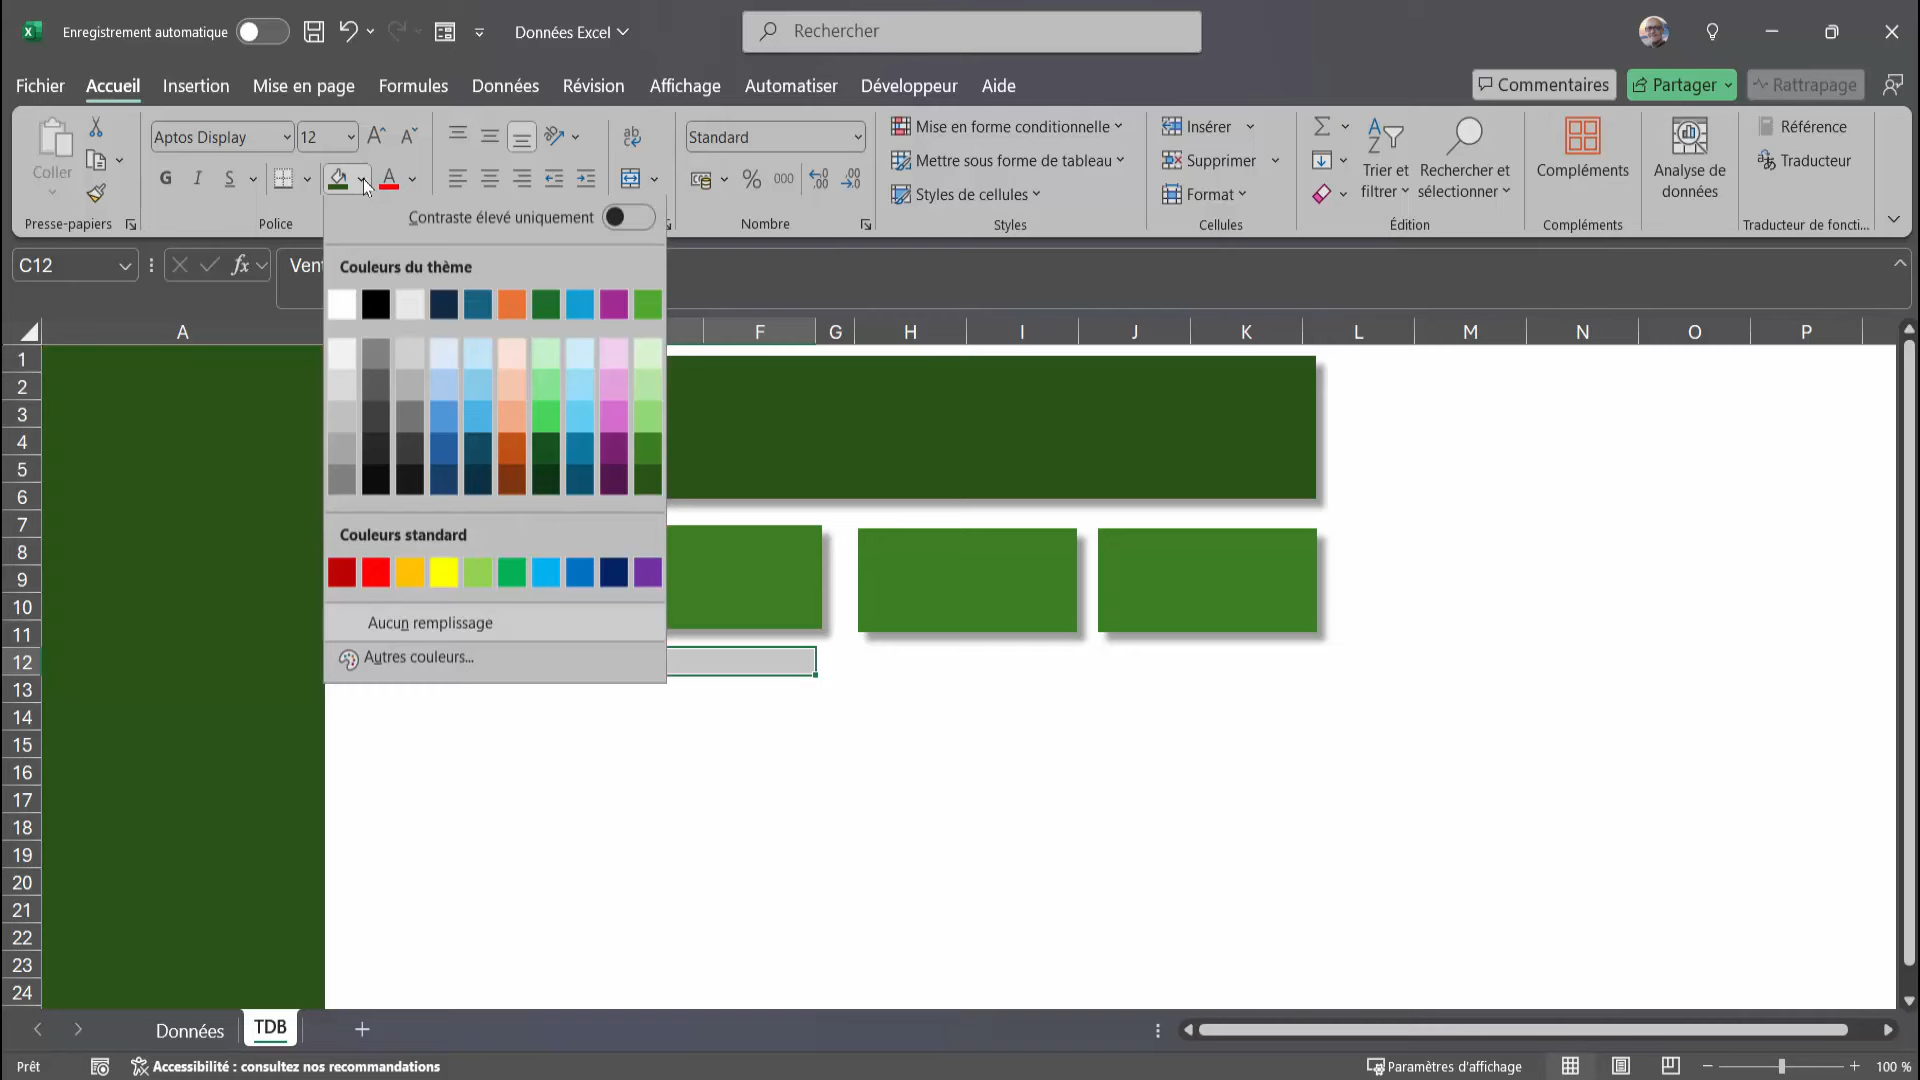 Enregistrement automatique
Données Excel
Rechercher
Fichier Accueil Insertion Mise en page Formules Données Révision Affichage Automatiser Développeur Aide
Commentaires Partager Rattrapage
Coller
Presse-papiers
Aptos Display 12
G I S
Police
Standard
% 000
Nombre
Mise en forme conditionnelle
Mettre sous forme de tableau
Styles de cellules
Styles
Insérer
Supprimer
Format
Cellules
Trier et
filtrer
Rechercher et
sélectionner
Édition
Compléments
Compléments
Analyse de
données
Référence
Traducteur
Traducteur de foncti...
C12
fx
Contraste élevé uniquement
Couleurs du thème
Couleurs standard
Aucun remplissage
Autres couleurs...
A F G H I J K L M N O P
1
2
3
4
5
6
7
8
9
10
11
12
13
14
15
16
17
18
19
20
21
22
23
24
Données TDB
Prêt
Accessibilité : consultez nos recommandations
Paramètres d'affichage
100 %